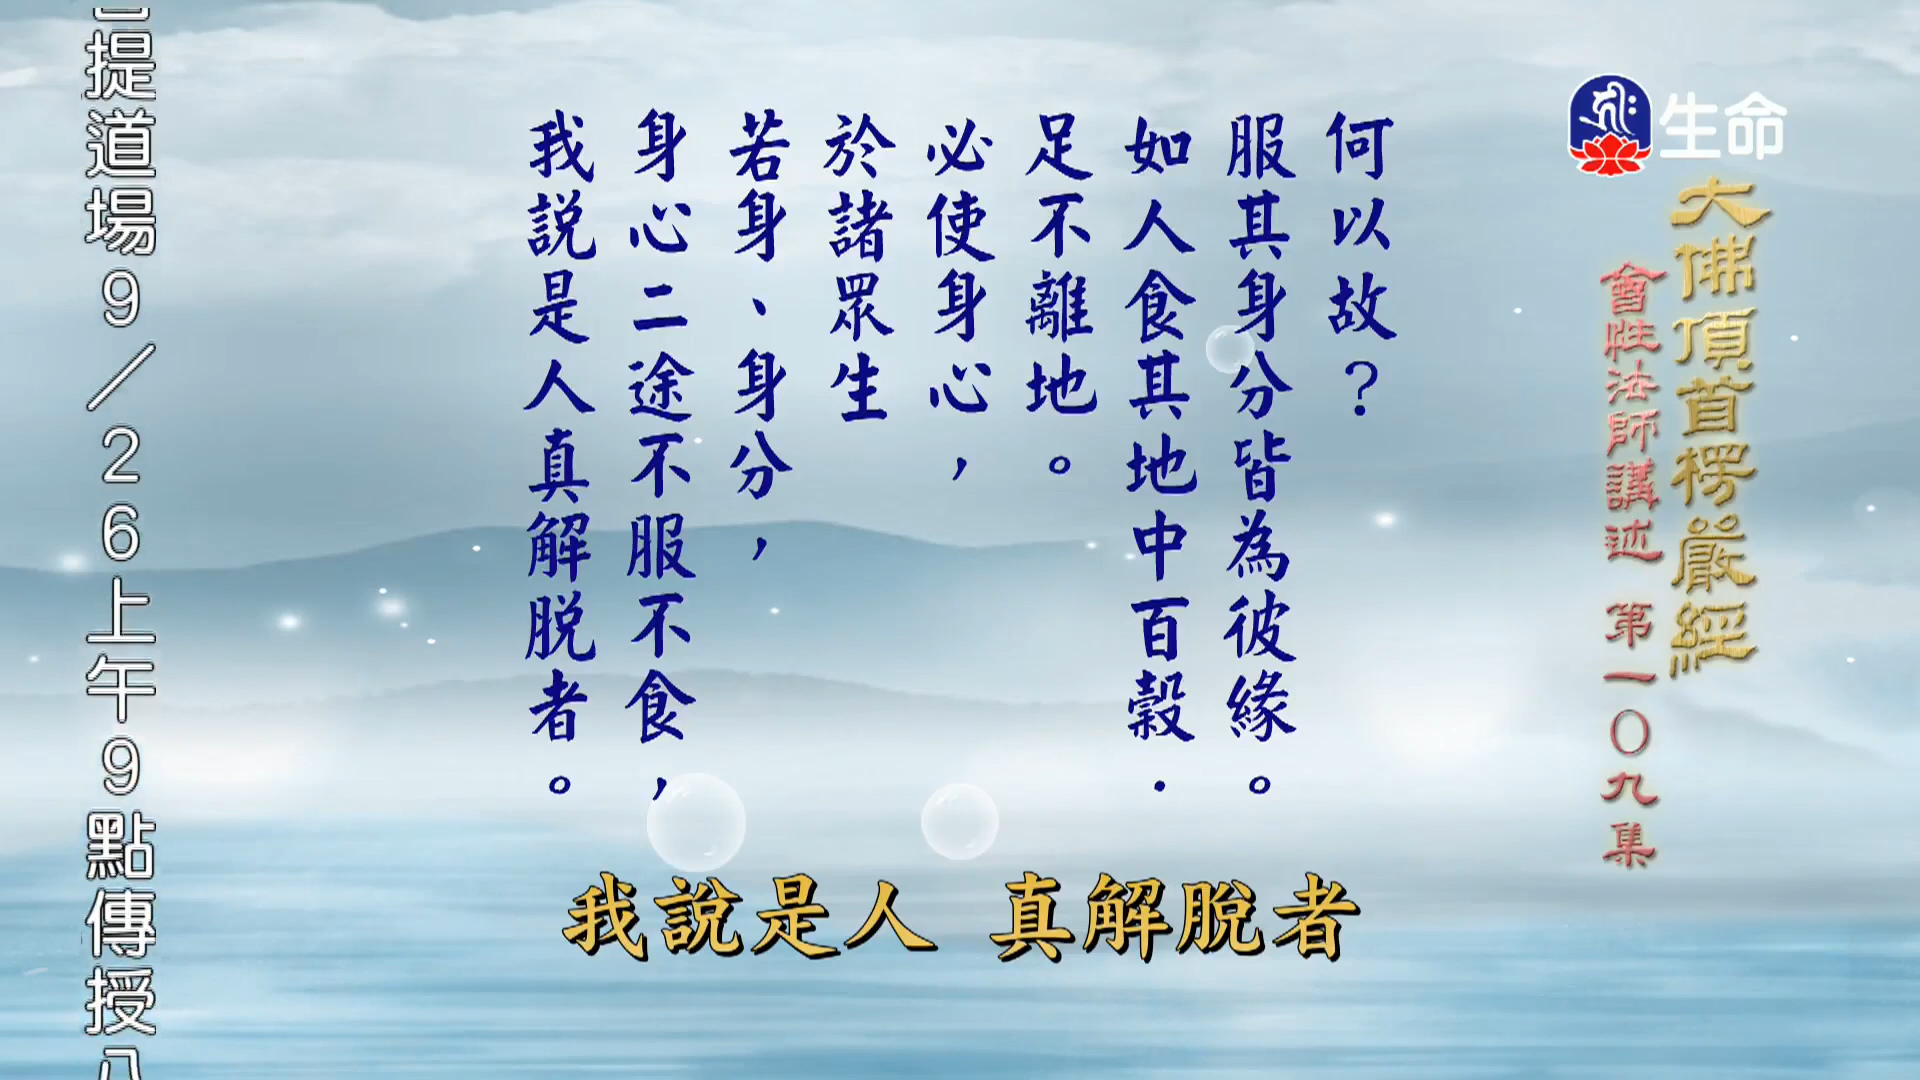 生命
大佛頂首楞嚴經
會性法師講述 第一〇九集
何以故？
服其身分皆為彼緣。
如人食其地中百穀．
足不離地。
必使身心，
於諸眾生
若身、身分，
身心二途不服不食，
我說是人真解脫者。
提道場9／26上午9點傳授八
我說是人 真解脫者